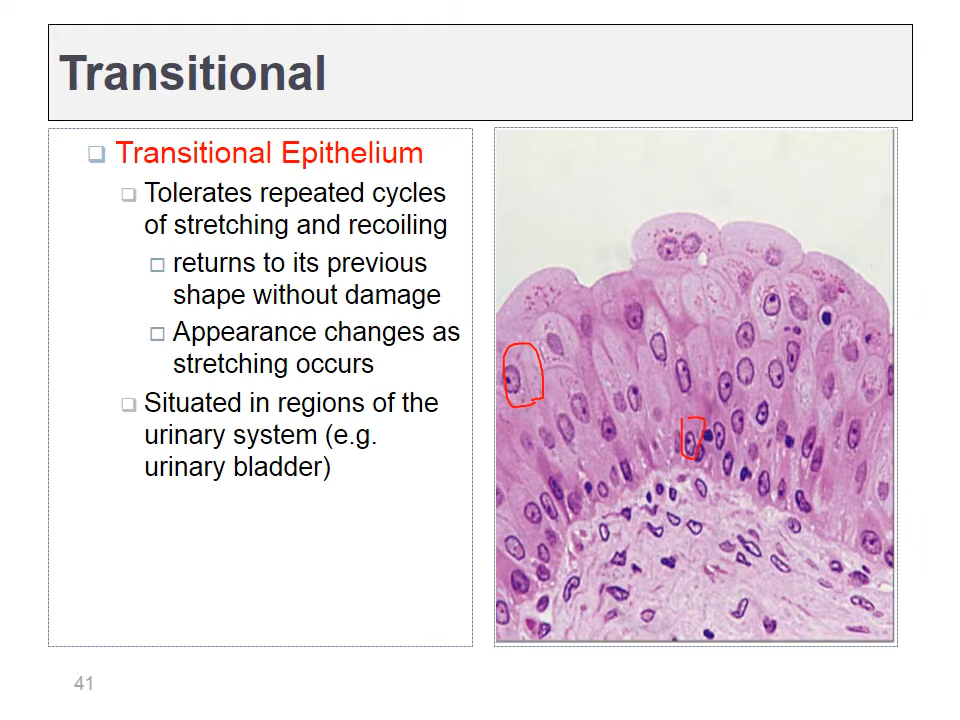 Transitional
Transitional Epithelium
Tolerates repeated cycles
of stretching and recoiling
returns to its previous
shape without damage
Appearance changes as
stretching occurs
Situated in regions of the
urinary system (e.g.
urinary bladder)
41